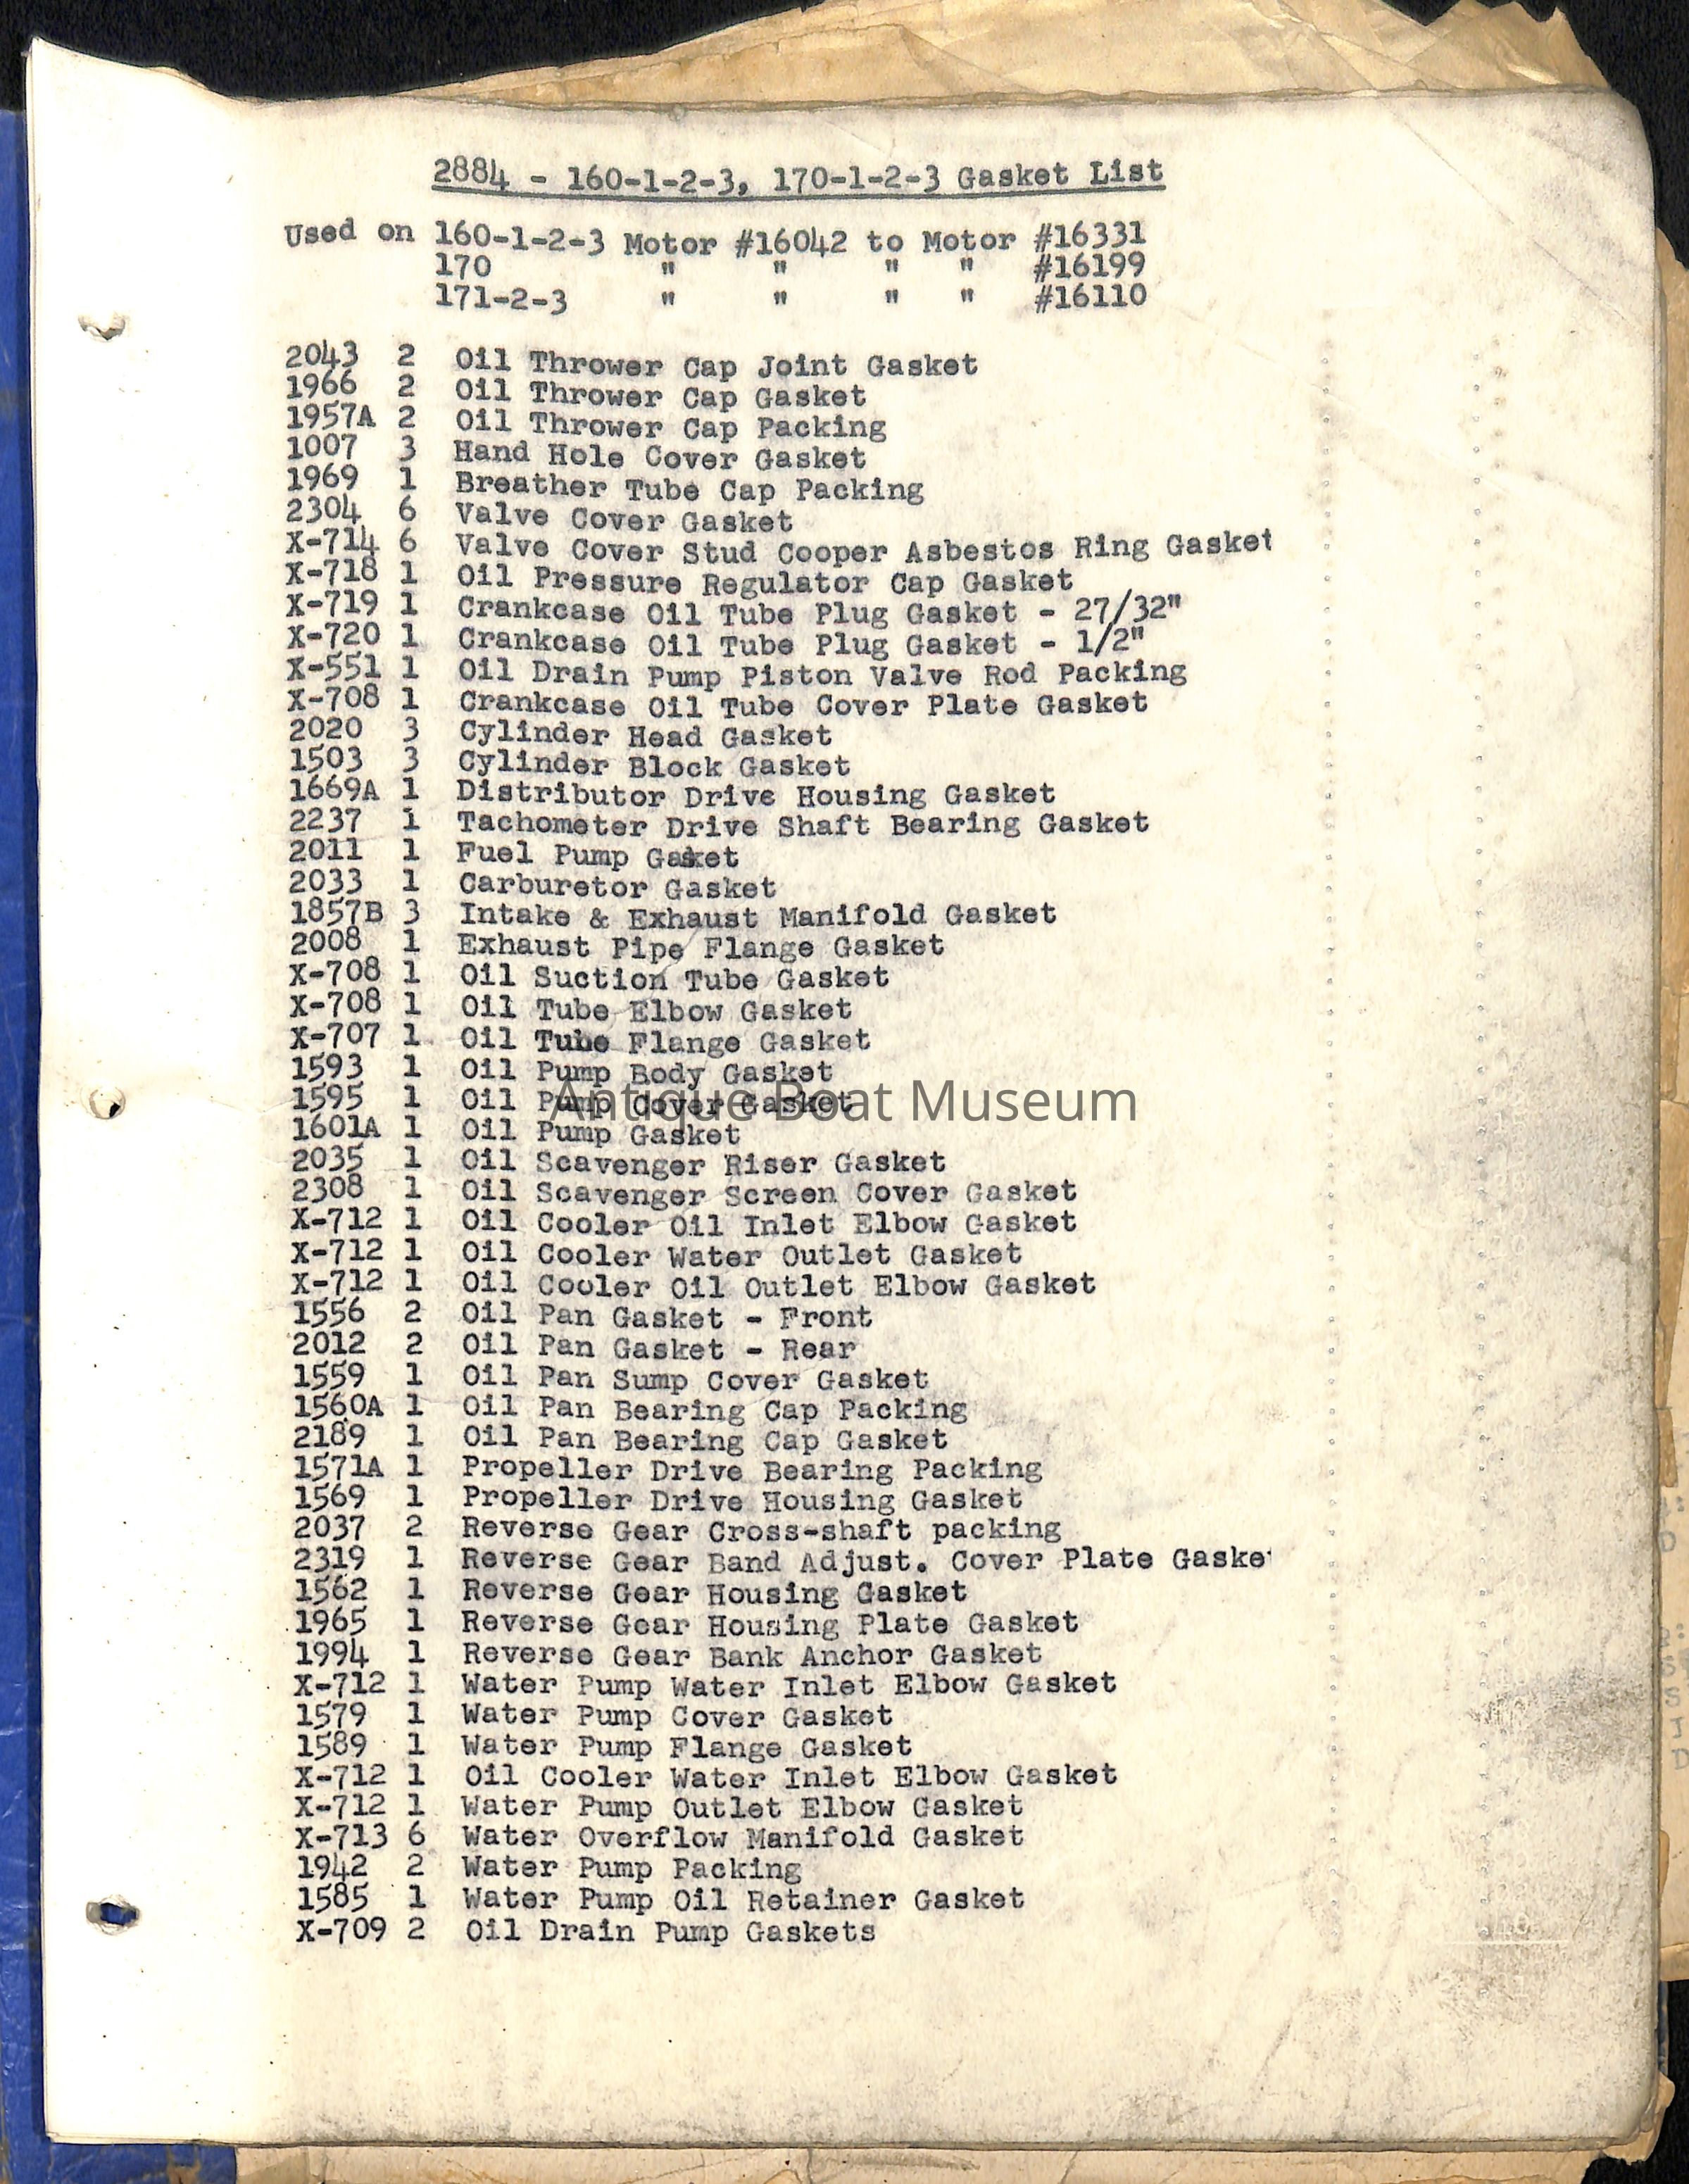 2884 - 160-1-2-3, 170-1-2-3 Gasket List
Used on 160-1-2-3 Motor #16042 to Motor #16331
170 " " " " #16199
171-2-3 " " " " #16110
2043 2 Oil Thrower Cap Joint Gasket
1966 2 Oil Thrower Cap Gasket
1957A 2 Oil Thrower Cap Packing
1007 3 Hand Hole Cover Gasket
1969 1 Breather Tube Cap Packing
2304 6 Valve Cover Gasket
X-714 6 Valve Cover Stud Cooper Asbestos Ring Gasket
X-718 1 Oil Pressure Regulator Cap Gasket
X-719 1 Crankcase Oil Tube Plug Gasket - 27/32"
X-720 1 Crankcase Oil Tube Plug Gasket - 1/2"
X-551 1 Oil Drain Pump Piston Valve Rod Packing
X-708 1 Crankcase Oil Tube Cover Plate Gasket
2020 3 Cylinder Head Gasket
1503 3 Cylinder Block Gasket
1669A 1 Distributor Drive Housing Gasket
2237 1 Tachometer Drive Shaft Bearing Gasket
2011 1 Fuel Pump Gasket
2033 1 Carburetor Gasket
1857B 3 Intake & Exhaust Manifold Gasket
2008 1 Exhaust Pipe Flange Gasket
X-708 1 Oil Suction Tube Gasket
X-708 1 Oil Tube Elbow Gasket
X-707 1 Oil Tube Flange Gasket
1593 1 Oil Pump Body Gasket
1595 1 Oil Pump Cover Gasket
Antique Boat Museum
1601A 1 Oil Pump Gasket
2035 1 Oil Scavenger Riser Gasket
2308 1 Oil Scavenger Screen Cover Gasket
X-712 1 Oil Cooler Oil Inlet Elbow Gasket
X-712 1 Oil Cooler Water Outlet Gasket
X-712 1 Oil Cooler Oil Outlet Elbow Gasket
1556 2 Oil Pan Gasket - Front
2012 2 Oil Pan Gasket - Rear
1559 1 Oil Pan Sump Cover Gasket
1560A 1 Oil Pan Bearing Cap Packing
2189 1 Oil Pan Bearing Cap Gasket
1571A 1 Propeller Drive Bearing Packing
1569 1 Propeller Drive Housing Gasket
2037 2 Reverse Gear Cross-shaft packing
2319 1 Reverse Gear Band Adjust. Cover Plate Gaske
1562 1 Reverse Gear Housing Gasket
1965 1 Reverse Gear Housing Plate Gasket
1994 1 Reverse Gear Bank Anchor Gasket
X-712 1 Water Pump Water Inlet Elbow Gasket
1579 1 Water Pump Cover Gasket
1589 1 Water Pump Flange Gasket
X-712 1 Oil Cooler Water Inlet Elbow Gasket
X-712 1 Water Pump Outlet Elbow Gasket
X-713 6 Water Overflow Manifold Gasket
1942 2 Water Pump Packing
1585 1 Water Pump Oil Retainer Gasket
X-709 2 Oil Drain Pump Gaskets